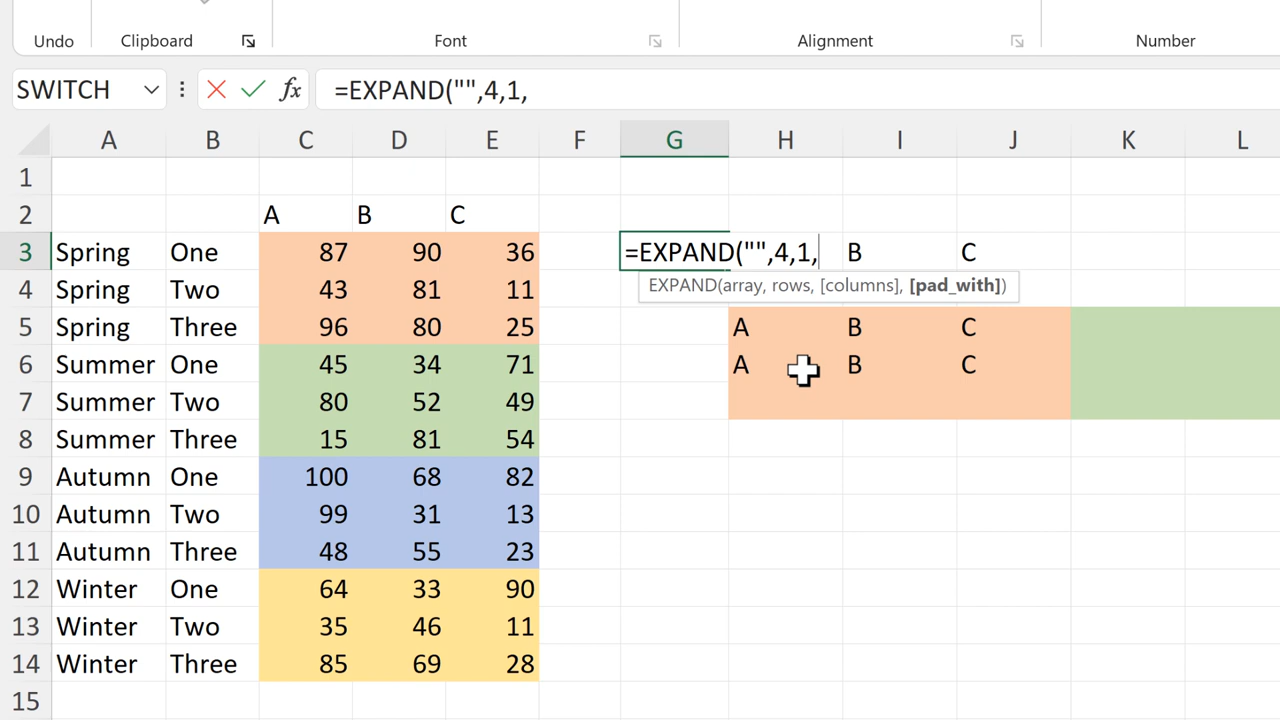 Undo Clipboard Font Alignment Number
SWITCH =EXPAND("",4,1,
A B C D E F G H I J K L
1
2 A B C
3 Spring One 87 90 36 =EXPAND("",4,1, B C
EXPAND(array, rows, [columns], [pad_with])
4 Spring Two 43 81 11
5 Spring Three 96 80 25 A B C
6 Summer One 45 34 71 A B C
7 Summer Two 80 52 49
8 Summer Three 15 81 54
9 Autumn One 100 68 82
10 Autumn Two 99 31 13
11 Autumn Three 48 55 23
12 Winter One 64 33 90
13 Winter Two 35 46 11
14 Winter Three 85 69 28
15